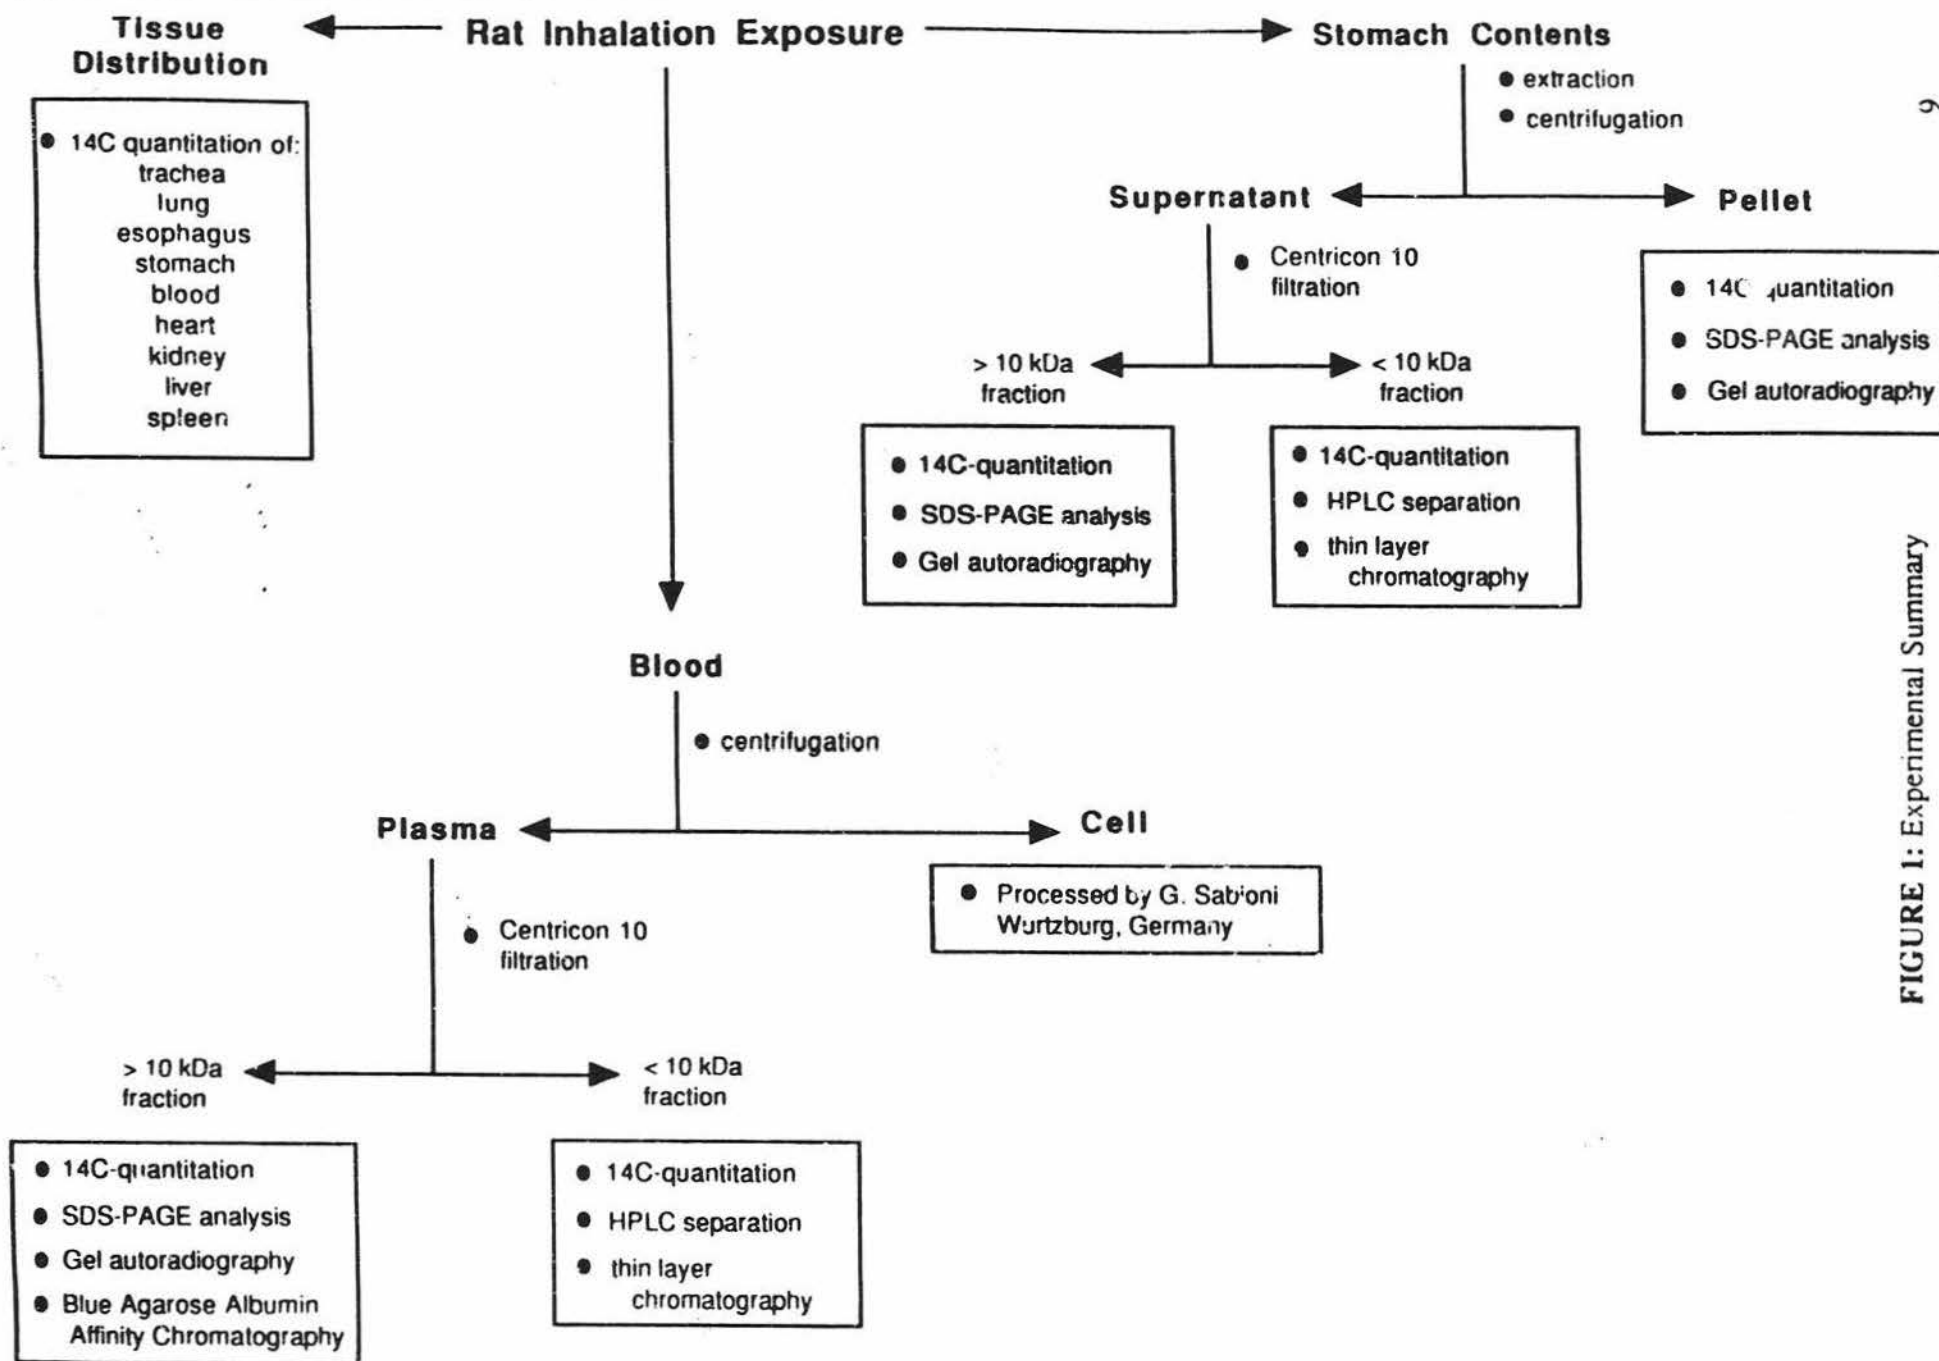 Tissue
Distribution
Rat Inhalation Exposure
Stomach Contents
● 14C quantitation of:
trachea
lung
esophagus
stomach
blood
heart
kidney
liver
spleen
● extraction
● centrifugation
Supernatant
Pellet
● Centricon 10
filtration
● 14C quantitation
● SDS-PAGE analysis
● Gel autoradiography
> 10 kDa
fraction
< 10 kDa
fraction
● 14C-quantitation
● SDS-PAGE analysis
● Gel autoradiography
● 14C-quantitation
● HPLC separation
● thin layer
chromatography
Blood
● centrifugation
Plasma
Cell
● Processed by G. Sabioni
Wurtzburg, Germany
● Centricon 10
filtration
> 10 kDa
fraction
< 10 kDa
fraction
● 14C-quantitation
● SDS-PAGE analysis
● Gel autoradiography
● Blue Agarose Albumin
Affinity Chromatography
● 14C-quantitation
● HPLC separation
● thin layer
chromatography
FIGURE 1: Experimental Summary